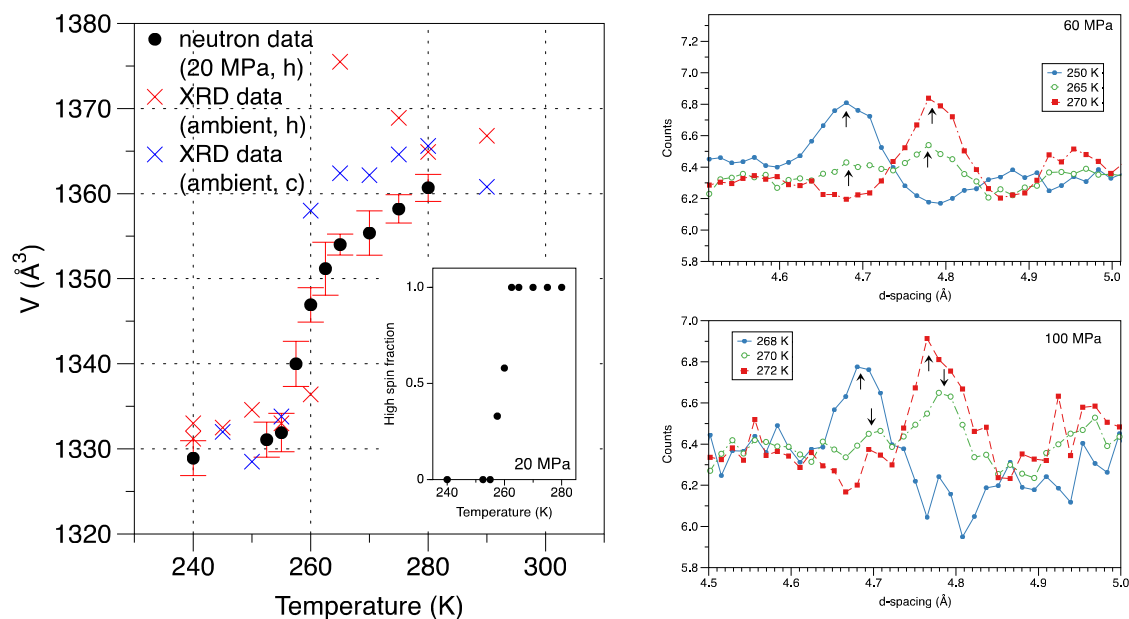 1380
1370
1360
1350
1340
1330
1320
V (Å³)
neutron data
(20 MPa, h)
XRD data
(ambient, h)
XRD data
(ambient, c)
240
260
280
300
Temperature (K)
1.0
0.5
0
High spin fraction
20 MPa
240
260
280
Temperature (K)
60 MPa
7.2
7.0
6.8
6.6
6.4
6.2
6.0
5.8
Counts
250 K
265 K
270 K
4.6
4.7
4.8
4.9
5.0
d-spacing (Å)
100 MPa
7.0
6.8
6.6
6.4
6.2
6.0
5.8
Counts
268 K
270 K
272 K
4.5
4.6
4.7
4.8
4.9
5.0
d-spacing (Å)